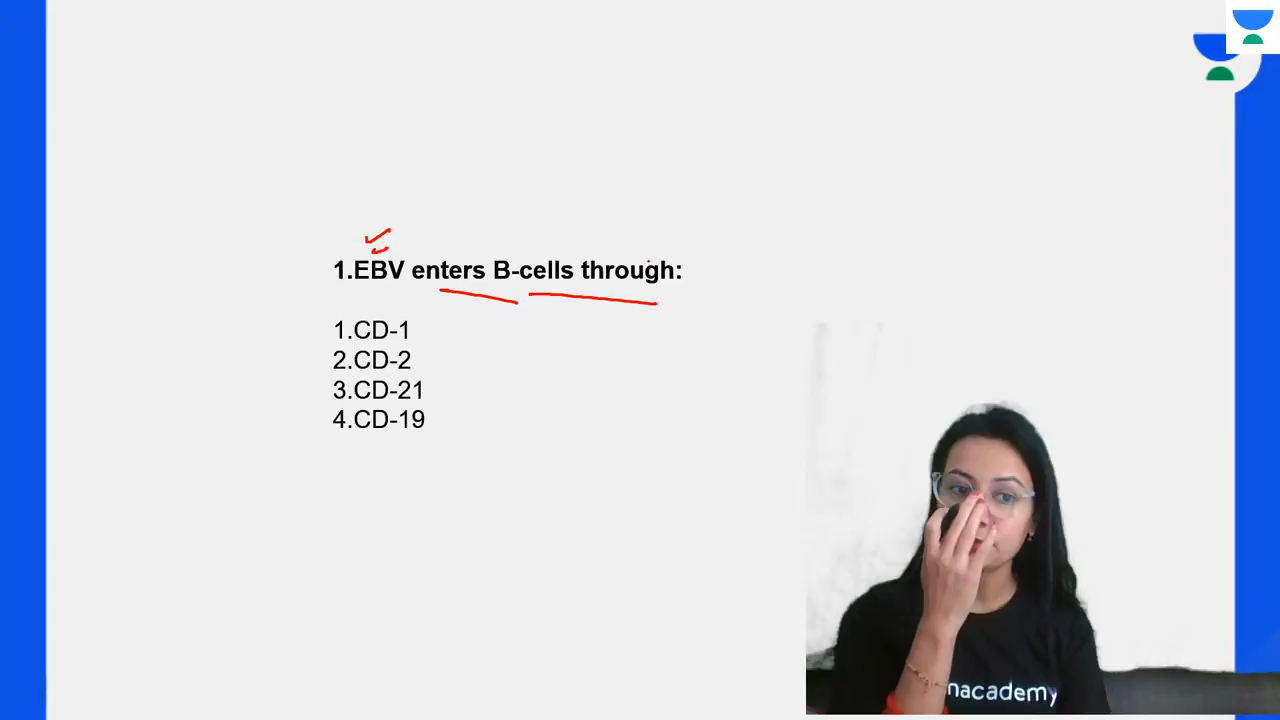 1.EBV enters B-cells through:
1.CD-1
2.CD-2
3.CD-21
4.CD-19
nacademy